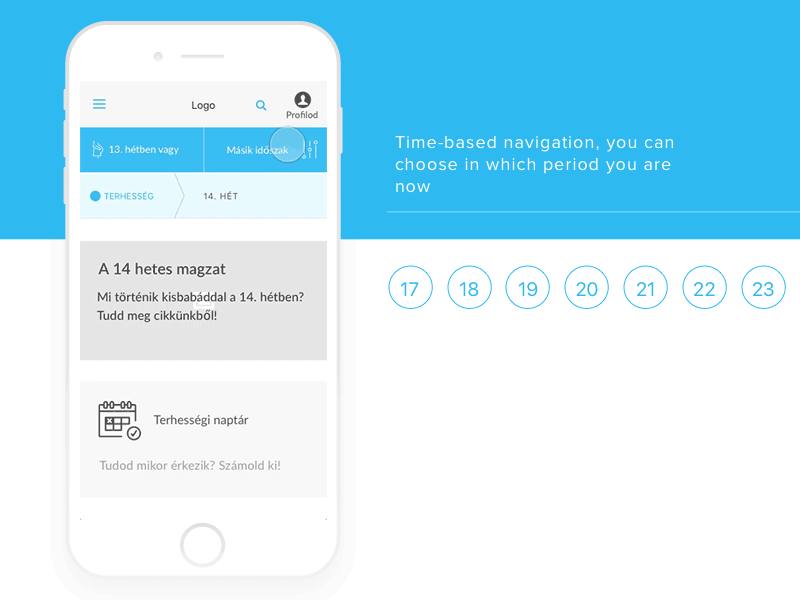 Logo
Profilod
13. hétben vagy
Másik időszak
TERHESSÉG
14. HÉT
A 14 hetes magzat
Mi történik kisbabáddal a 14. hétben?
Tudd meg cikkünkből!
Terhességi naptár
Tudod mikor érkezik? Számold ki!
Time-based navigation, you can
choose in which period you are
now
17 18 19 20 21 22 23